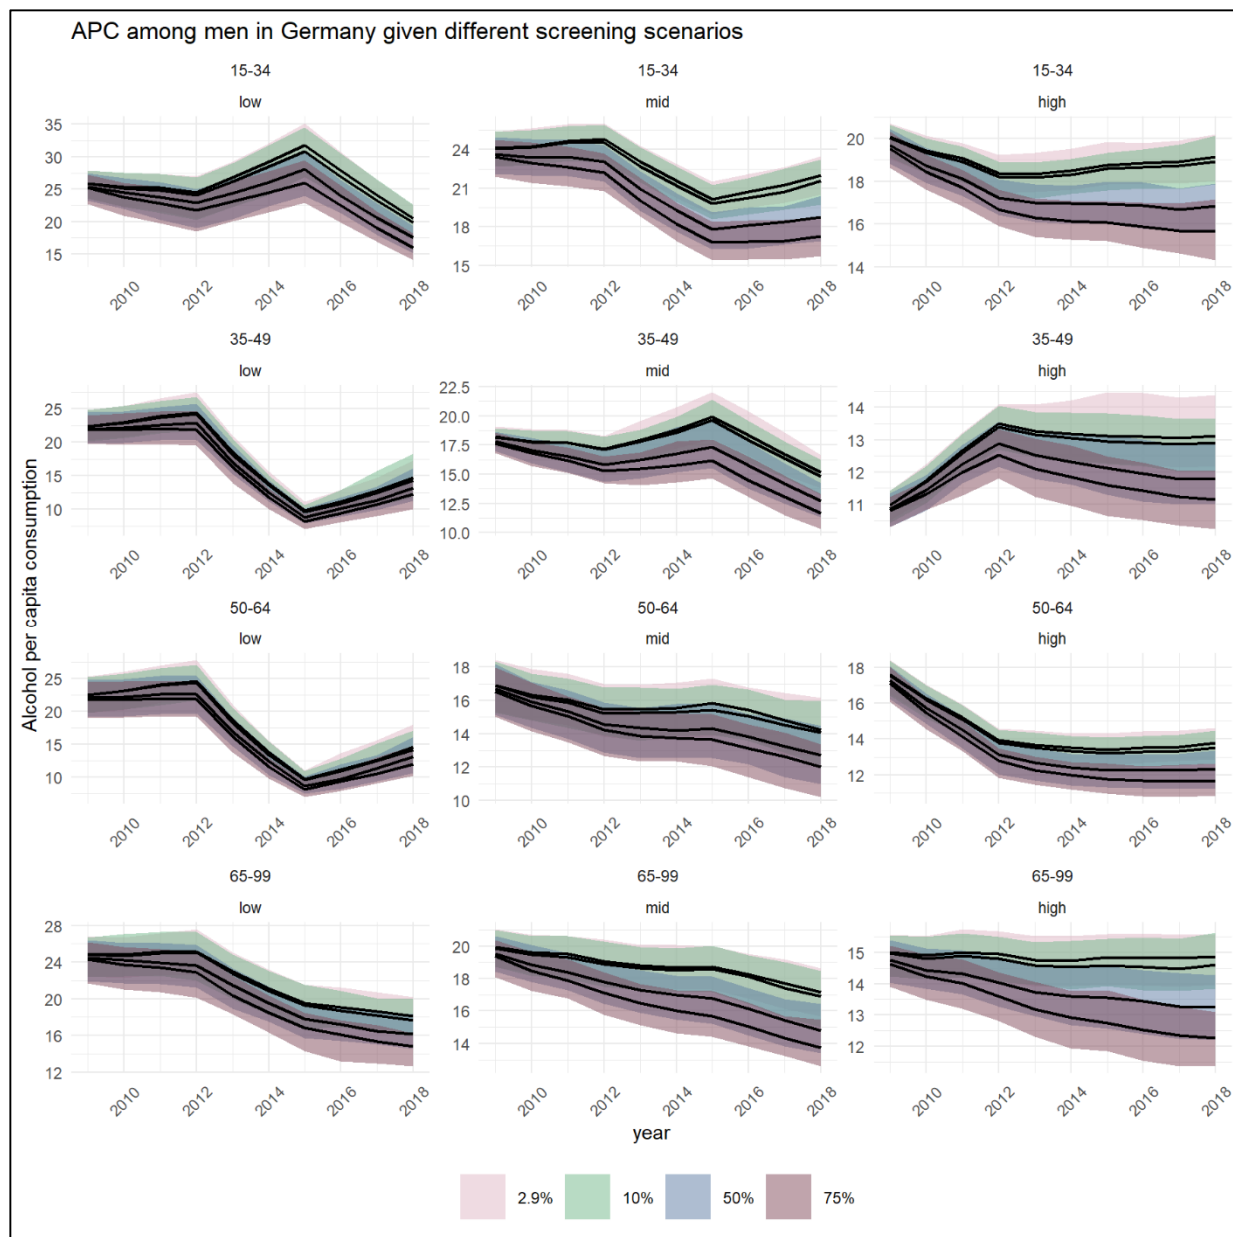 APC among men in Germany given different screening scenarios
15-34 15-34 15-34
low mid high
35 30 25 20 15
24 21 18 15
20 18 16 14
2010 2012 2014 2016 2018 2010 2012 2014 2016 2018 2010 2012 2014 2016 2018
35-49 35-49 35-49
low mid high
25 20 15 10
22.5 20.0 17.5 15.0 12.5 10.0
14 13 12 11
2010 2012 2014 2016 2018 2010 2012 2014 2016 2018 2010 2012 2014 2016 2018
Alcohol per capita consumption
50-64 50-64 50-64
low mid high
25 20 15 10
18 16 14 12 10
18 16 14 12
2010 2012 2014 2016 2018 2010 2012 2014 2016 2018 2010 2012 2014 2016 2018
65-99 65-99 65-99
low mid high
28 24 20 16 12
20 18 16 14
15 14 13 12
2010 2012 2014 2016 2018 2010 2012 2014 2016 2018 2010 2012 2014 2016 2018
year
2.9% 10% 50% 75%